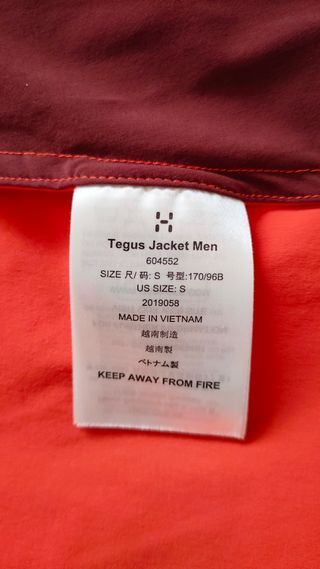 Tegus Jacket Men
604552
SIZE 尺/ 码: S 号型:170/96B
US SIZE: S
2019058
MADE IN VIETNAM
越南制造
越南製
ベトナム製
KEEP AWAY FROM FIRE